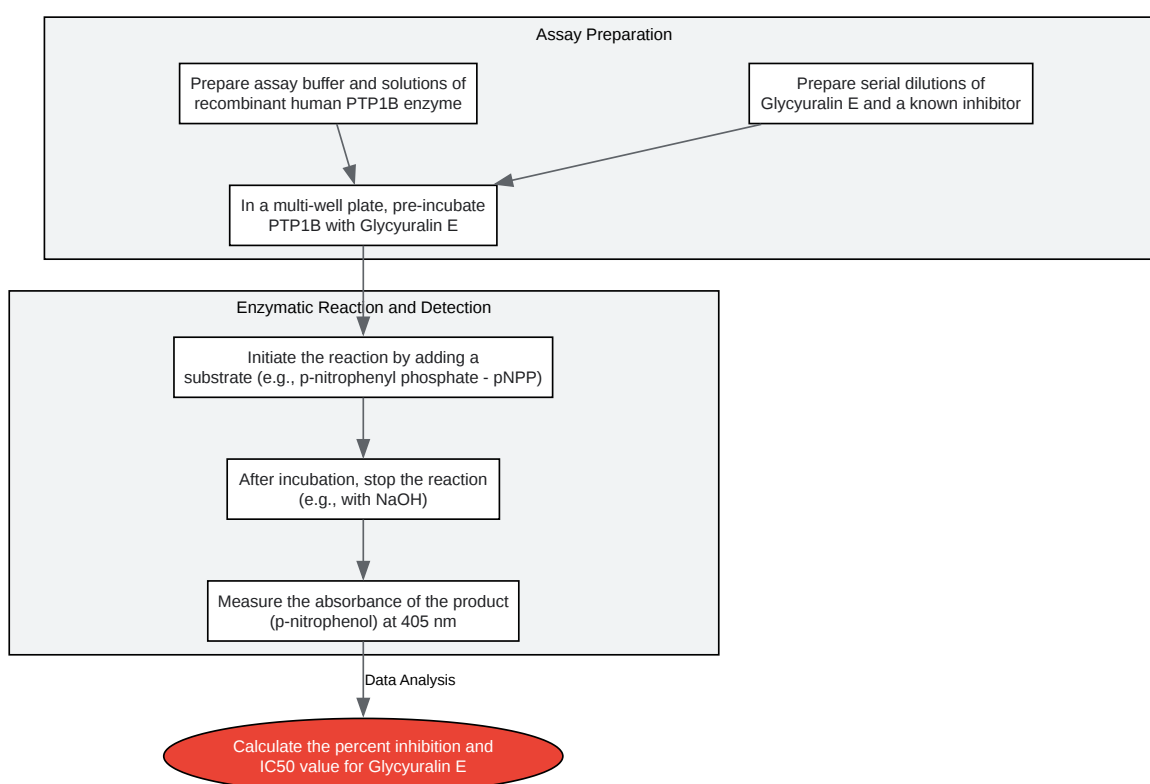 Assay Preparation
Prepare assay buffer and solutions of
recombinant human PTP1B enzyme
Prepare serial dilutions of
Glycyuralin E and a known inhibitor
In a multi-well plate, pre-incubate
PTP1B with Glycyuralin E
Enzymatic Reaction and Detection
Initiate the reaction by adding a
substrate (e.g., p-nitrophenyl phosphate - pNPP)
After incubation, stop the reaction
(e.g., with NaOH)
Measure the absorbance of the product
(p-nitrophenol) at 405 nm
Data Analysis
Calculate the percent inhibition and
IC50 value for Glycyuralin E